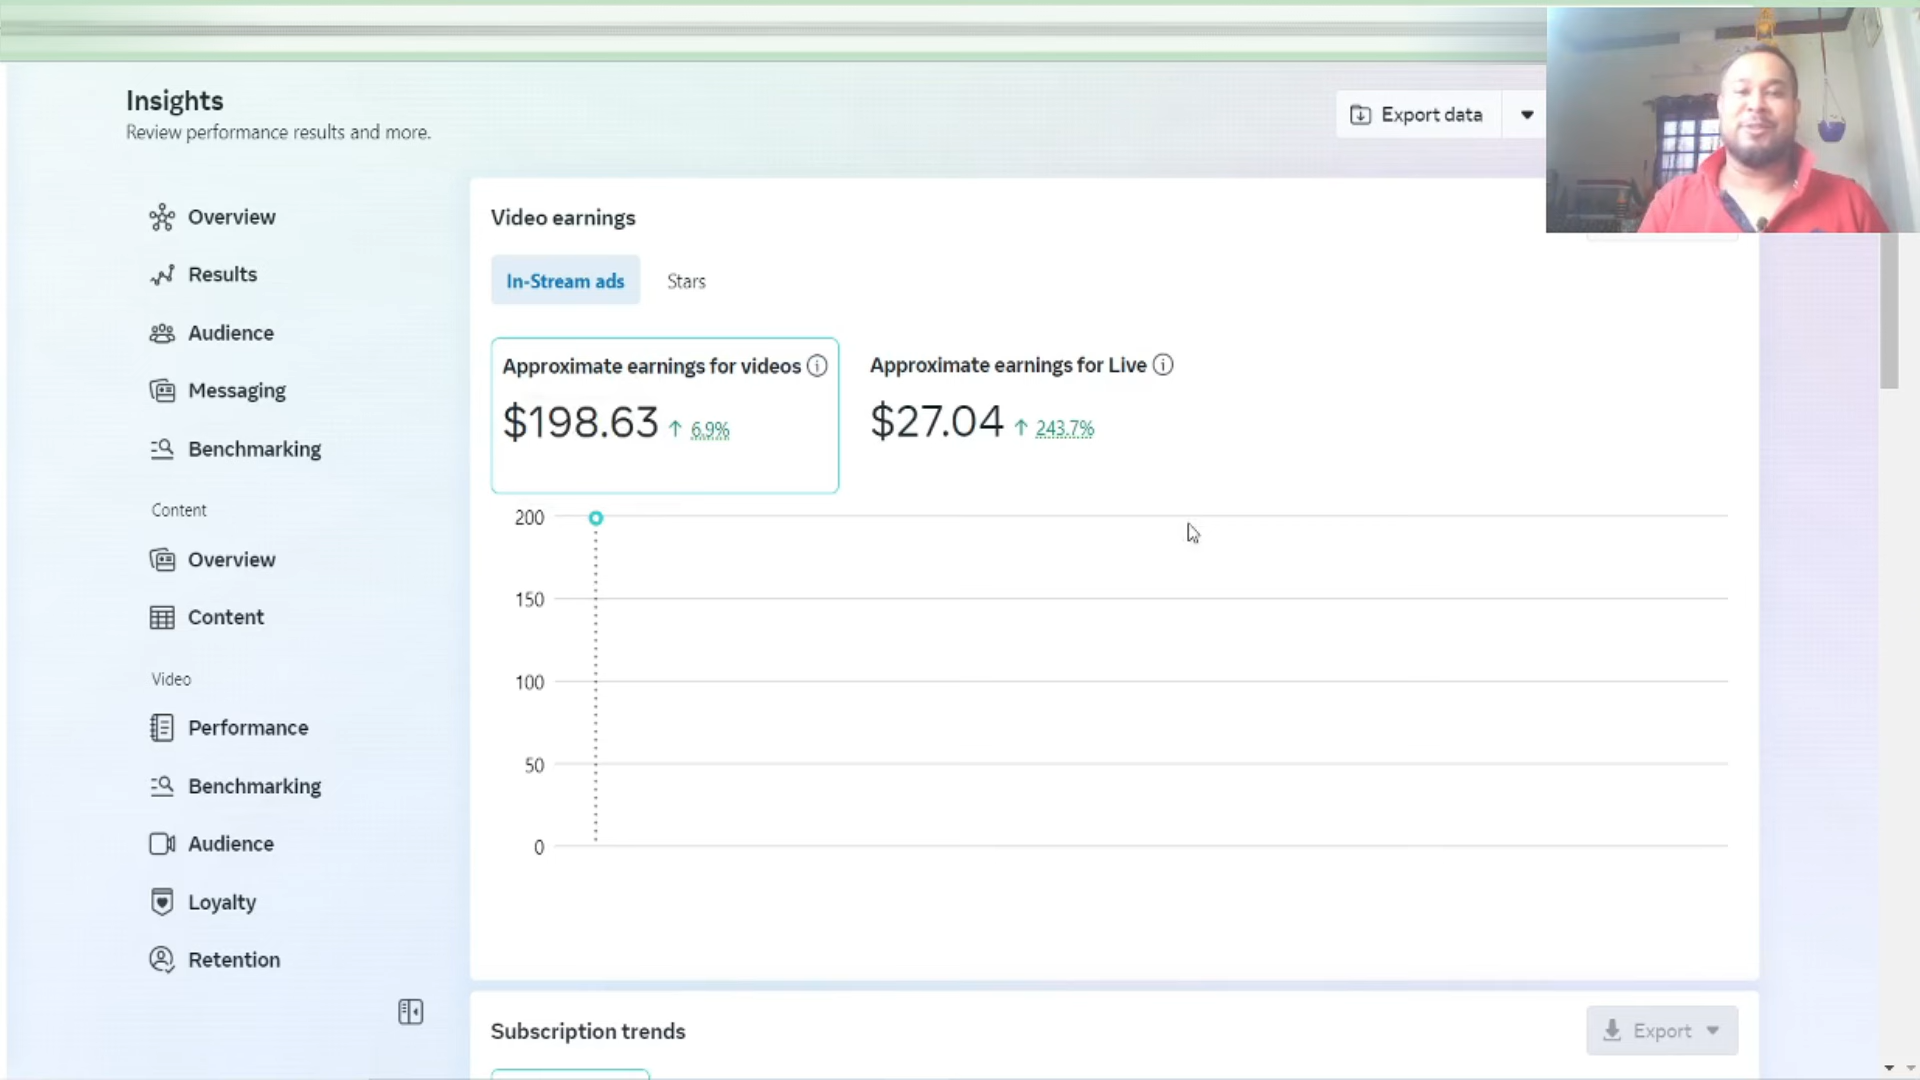 Insights
Review performance results and more.
Export data
Overview
Results
Audience
Messaging
Benchmarking
Content
Overview
Content
Video
Performance
Benchmarking
Audience
Loyalty
Retention
Video earnings
In-Stream ads
Stars
Approximate earnings for videos
$198.63 ↑ 6.9%
Approximate earnings for Live
$27.04 ↑ 243.7%
200
150
100
50
0
Subscription trends
Export